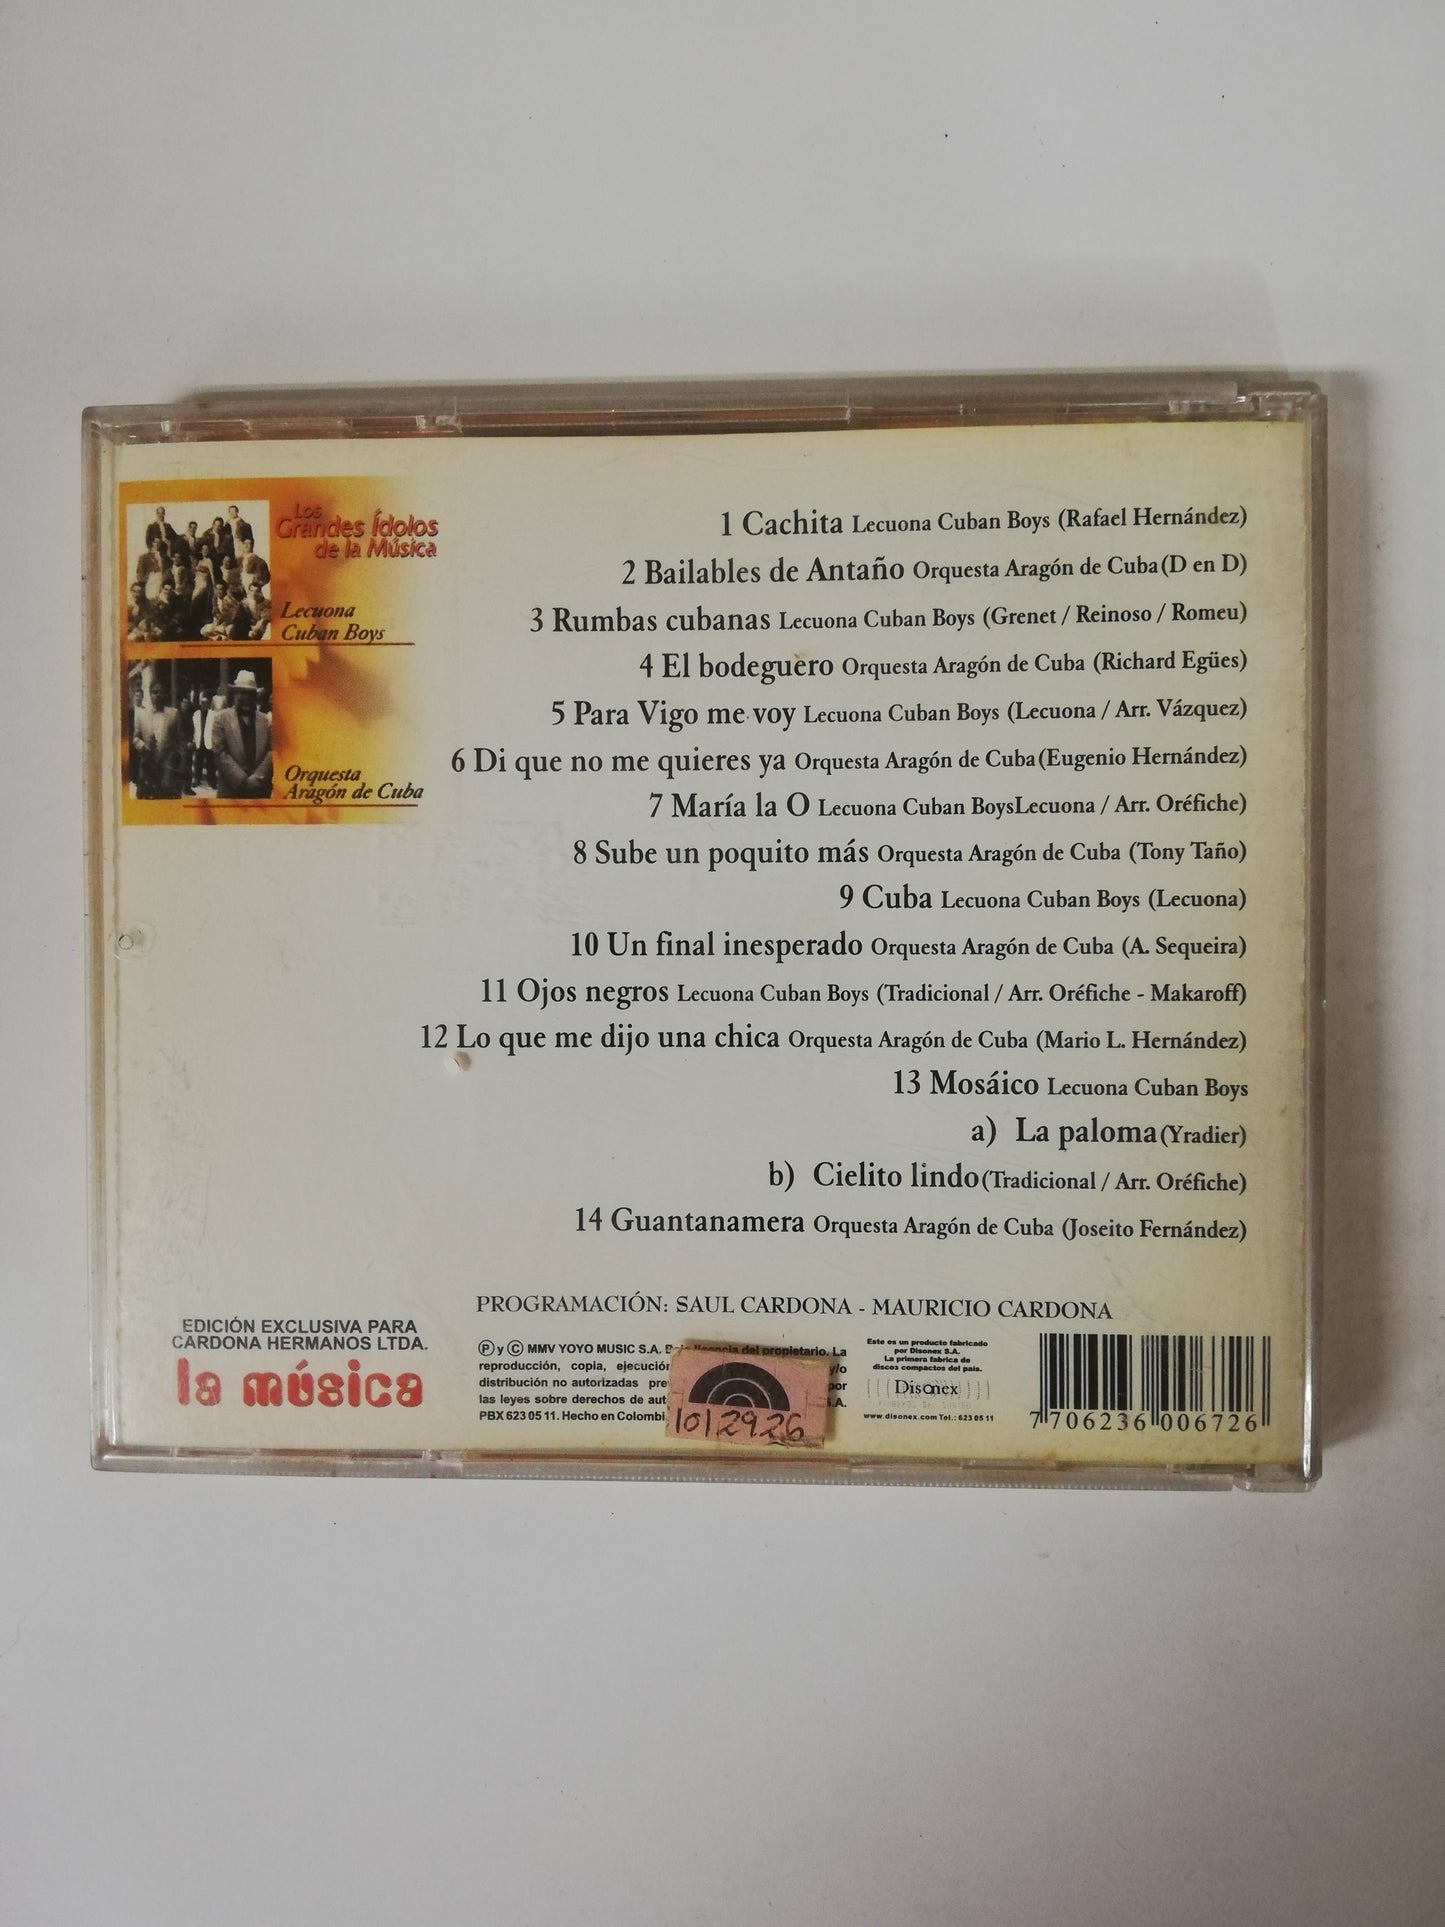 Los
Grandes Ídolos
de la Música
Lecuona
Cuban Boys
Orquesta
Aragón de Cuba
1 Cachita Lecuona Cuban Boys (Rafael Hernández)
2 Bailables de Antaño Orquesta Aragón de Cuba(D en D)
3 Rumbas cubanas Lecuona Cuban Boys (Grenet / Reinoso / Romeu)
4 El bodeguero Orquesta Aragón de Cuba (Richard Egües)
5 Para Vigo me voy Lecuona Cuban Boys (Lecuona / Arr. Vázquez)
6 Di que no me quieres ya Orquesta Aragón de Cuba(Eugenio Hernández)
7 María la O Lecuona Cuban BoysLecuona / Arr. Oréfiche)
8 Sube un poquito más Orquesta Aragón de Cuba (Tony Taño)
9 Cuba Lecuona Cuban Boys (Lecuona)
10 Un final inesperado Orquesta Aragón de Cuba (A. Sequeira)
11 Ojos negros Lecuona Cuban Boys (Tradicional / Arr. Oréfiche - Makaroff)
12 Lo que me dijo una chica Orquesta Aragón de Cuba (Mario L. Hernández)
13 Mosáico Lecuona Cuban Boys
a) La paloma(Yradier)
b) Cielito lindo(Tradicional / Arr. Oréfiche)
14 Guantanamera Orquesta Aragón de Cuba (Joseito Fernández)
PROGRAMACIÓN: SAUL CARDONA - MAURICIO CARDONA
EDICIÓN EXCLUSIVA PARA
CARDONA HERMANOS LTDA.
la música
Ⓟ y © MMV YOYO MUSIC S.A. licencia del propietario. La
reproducción, copia, ejecución y/o
distribución no autorizadas por
las leyes sobre derechos de S.A.
PBX 623 05 11. Hecho en
1012926
Este es un producto fabricado
por Disonex S.A.
La primera fabrica de
discos compactos del pais.
Disonex
www.disonex.com Tel.: 623 05 11
7 706236 006726